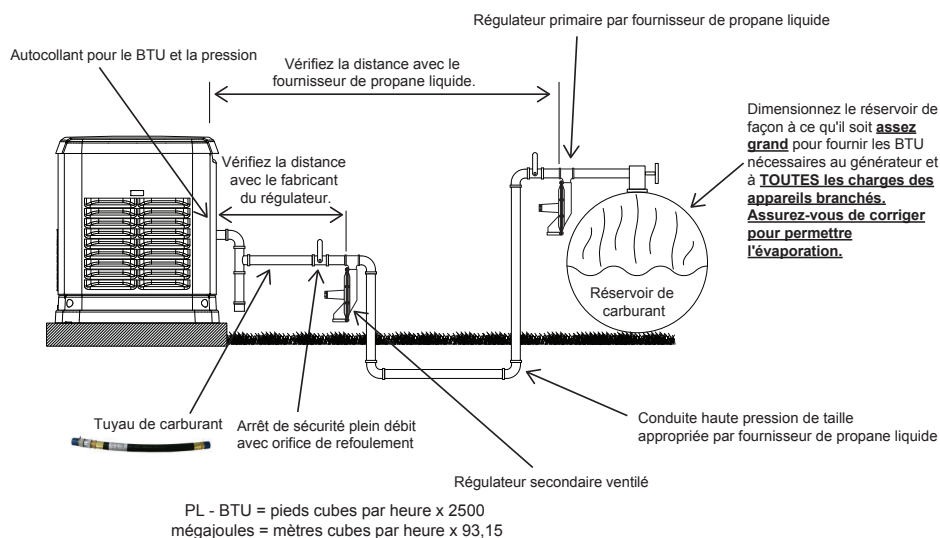 Régulateur primaire par fournisseur de propane liquide
Autocollant pour le BTU et la pression
Vérifiez la distance avec le
fournisseur de propane liquide.
Dimensionnez le réservoir de
façon à ce qu'il soit assez
grand pour fournir les BTU
nécessaires au générateur et
à TOUTES les charges des
appareils branchés.
Assurez-vous de corriger
pour permettre
l'évaporation.
Vérifiez la distance
avec le fabricant
du régulateur.
Réservoir de
carburant
Tuyau de carburant
Arrêt de sécurité plein débit
avec orifice de refoulement
Conduite haute pression de taille
appropriée par fournisseur de propane liquide
Régulateur secondaire ventilé
PL - BTU = pieds cubes par heure x 2500
mégajoules = mètres cubes par heure x 93,15